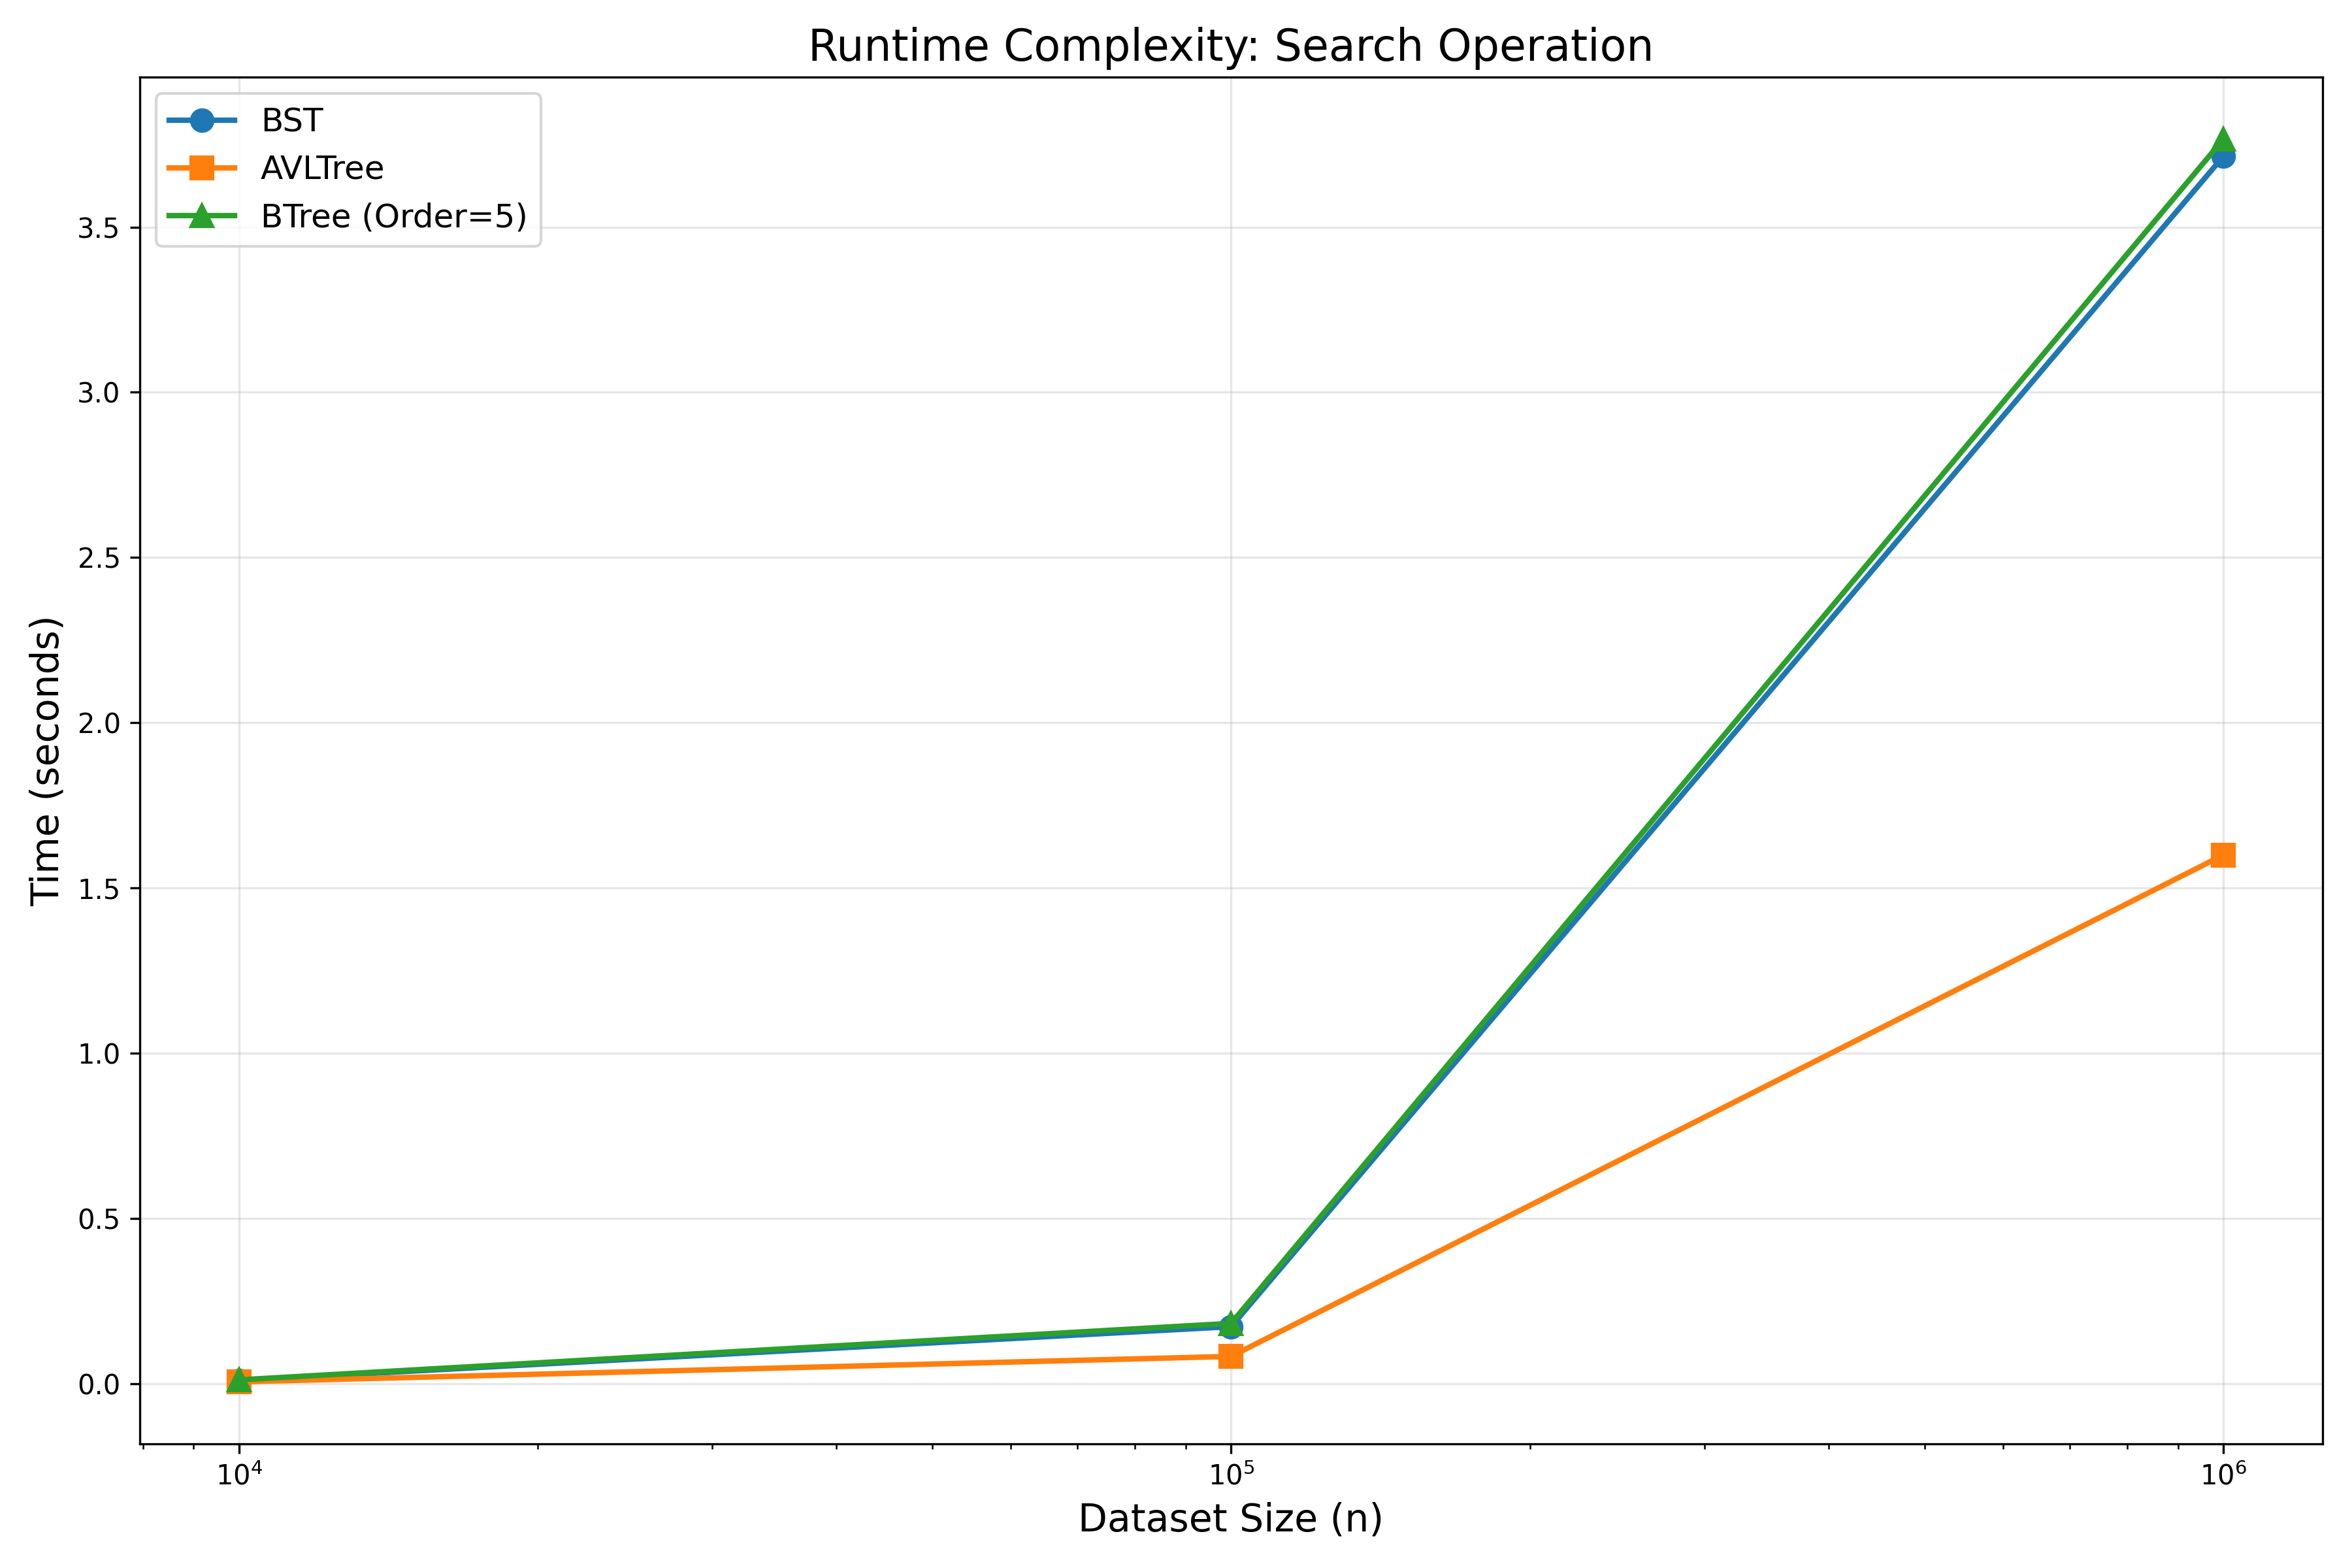 Runtime Complexity: Search Operation
BST
AVLTree
BTree (Order=5)
3.5
3.0
2.5
2.0
1.5
1.0
0.5
0.0
Time (seconds)
10⁴ 10⁵ 10⁶
Dataset Size (n)